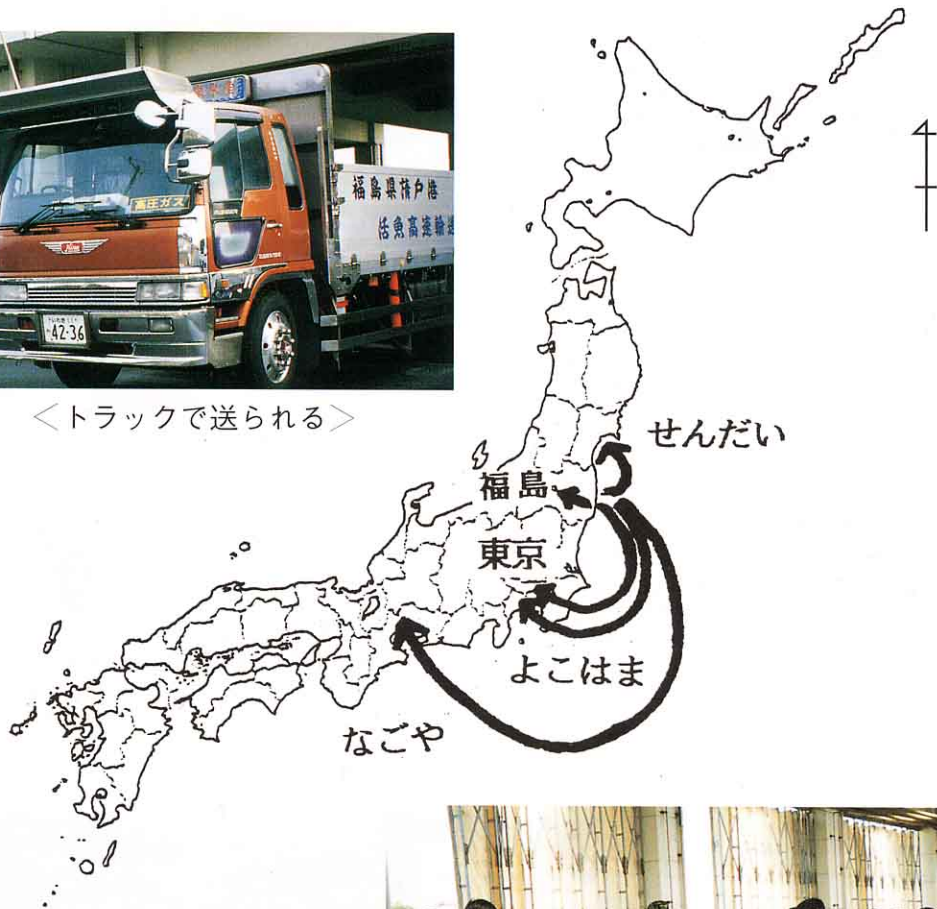 高圧ガス
福島県請戸港
活魚高速輸送
Hino
42-36
＜トラックで送られる＞
せんだい
福島
東京
よこはま
なごや